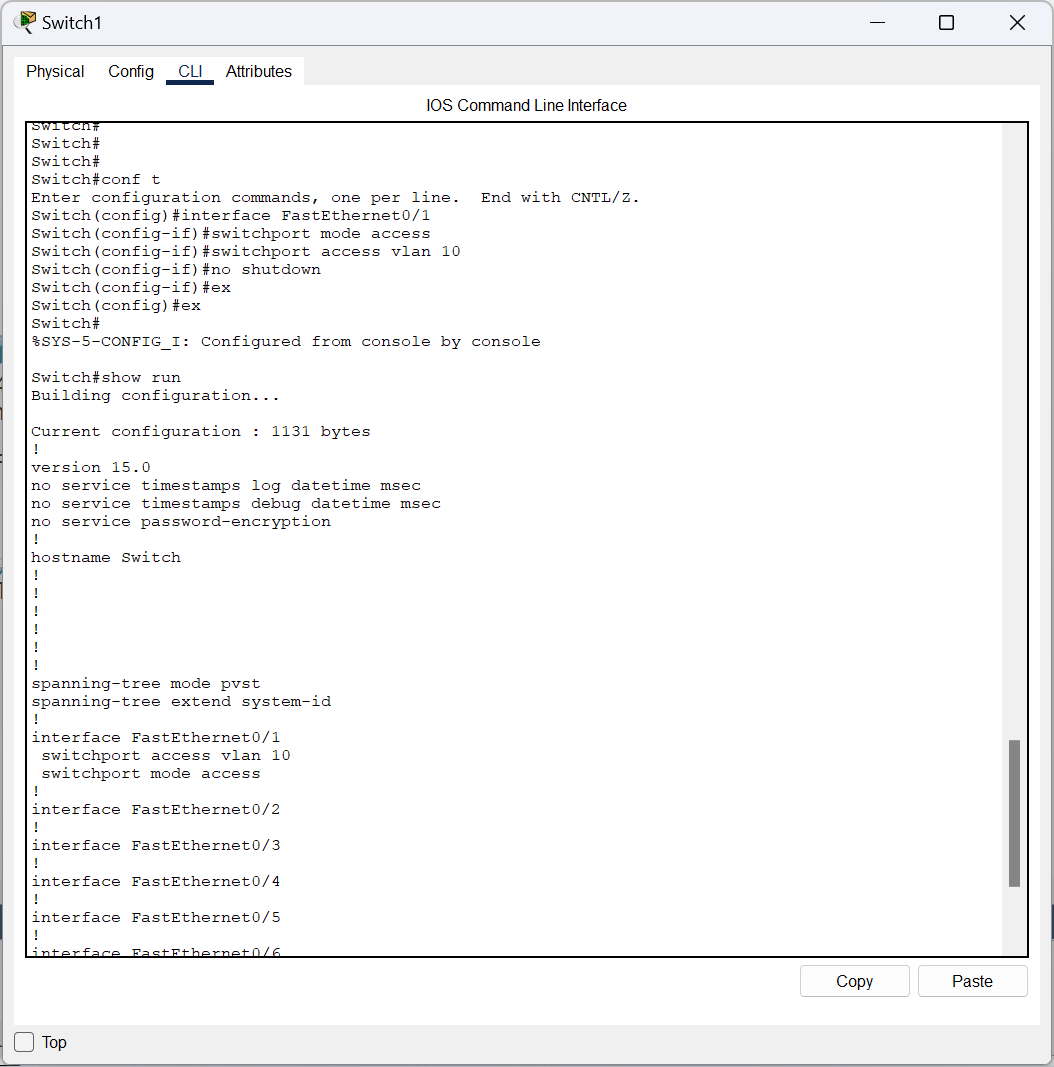 Switch1
Physical Config CLI Attributes
IOS Command Line Interface
Switch#
Switch#
Switch#
Switch#conf t
Enter configuration commands, one per line.  End with CNTL/Z.
Switch(config)#interface FastEthernet0/1
Switch(config-if)#switchport mode access
Switch(config-if)#switchport access vlan 10
Switch(config-if)#no shutdown
Switch(config-if)#ex
Switch(config)#ex
Switch#
%SYS-5-CONFIG_I: Configured from console by console
Switch#show run
Building configuration...
Current configuration : 1131 bytes
!
version 15.0
no service timestamps log datetime msec
no service timestamps debug datetime msec
no service password-encryption
!
hostname Switch
!
!
!
!
!
!
spanning-tree mode pvst
spanning-tree extend system-id
!
interface FastEthernet0/1
 switchport access vlan 10
 switchport mode access
!
interface FastEthernet0/2
!
interface FastEthernet0/3
!
interface FastEthernet0/4
!
interface FastEthernet0/5
!
interface FastEthernet0/6
Copy Paste
Top